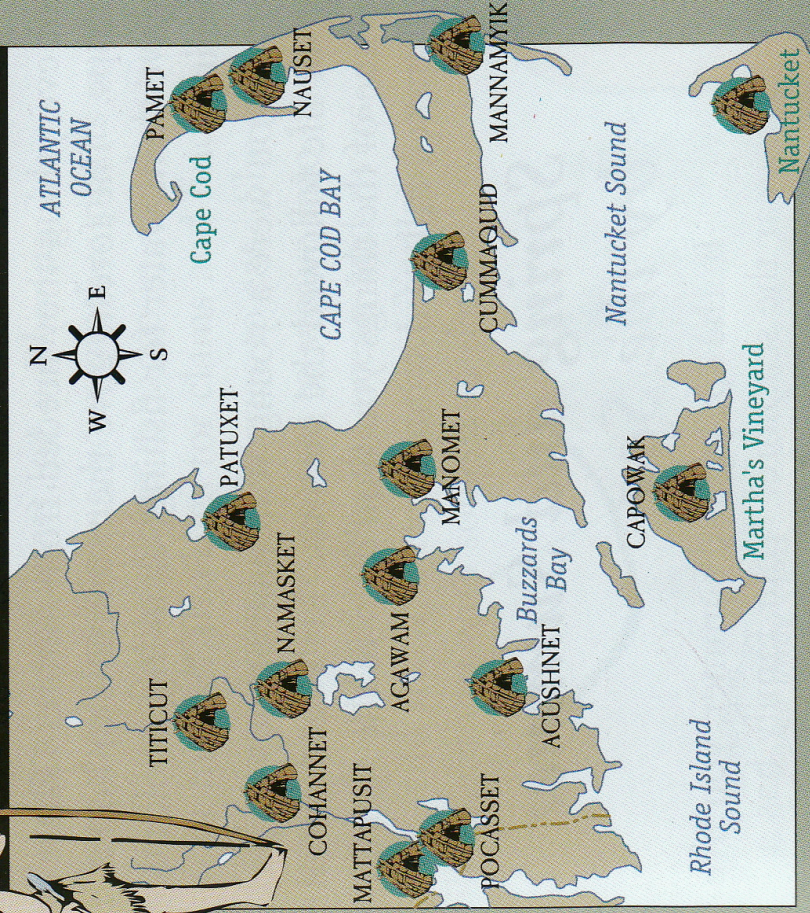 N
ATLANTIC
OCEAN
W
E
S
TITICUT
PAMET
Cape Cod
PATUXET
NAMASKET
NAUSET
COHANNET
CAPE COD BAY
MATTAPUSIT
AGAWAM
MANOMET
POCASSET
CUMMAQUID
MANNAMYIK
Buzzards
Bay
ACUSHNET
Nantucket Sound
CAPOWAK
Rhode Island
Sound
Martha's Vineyard
Nantucket